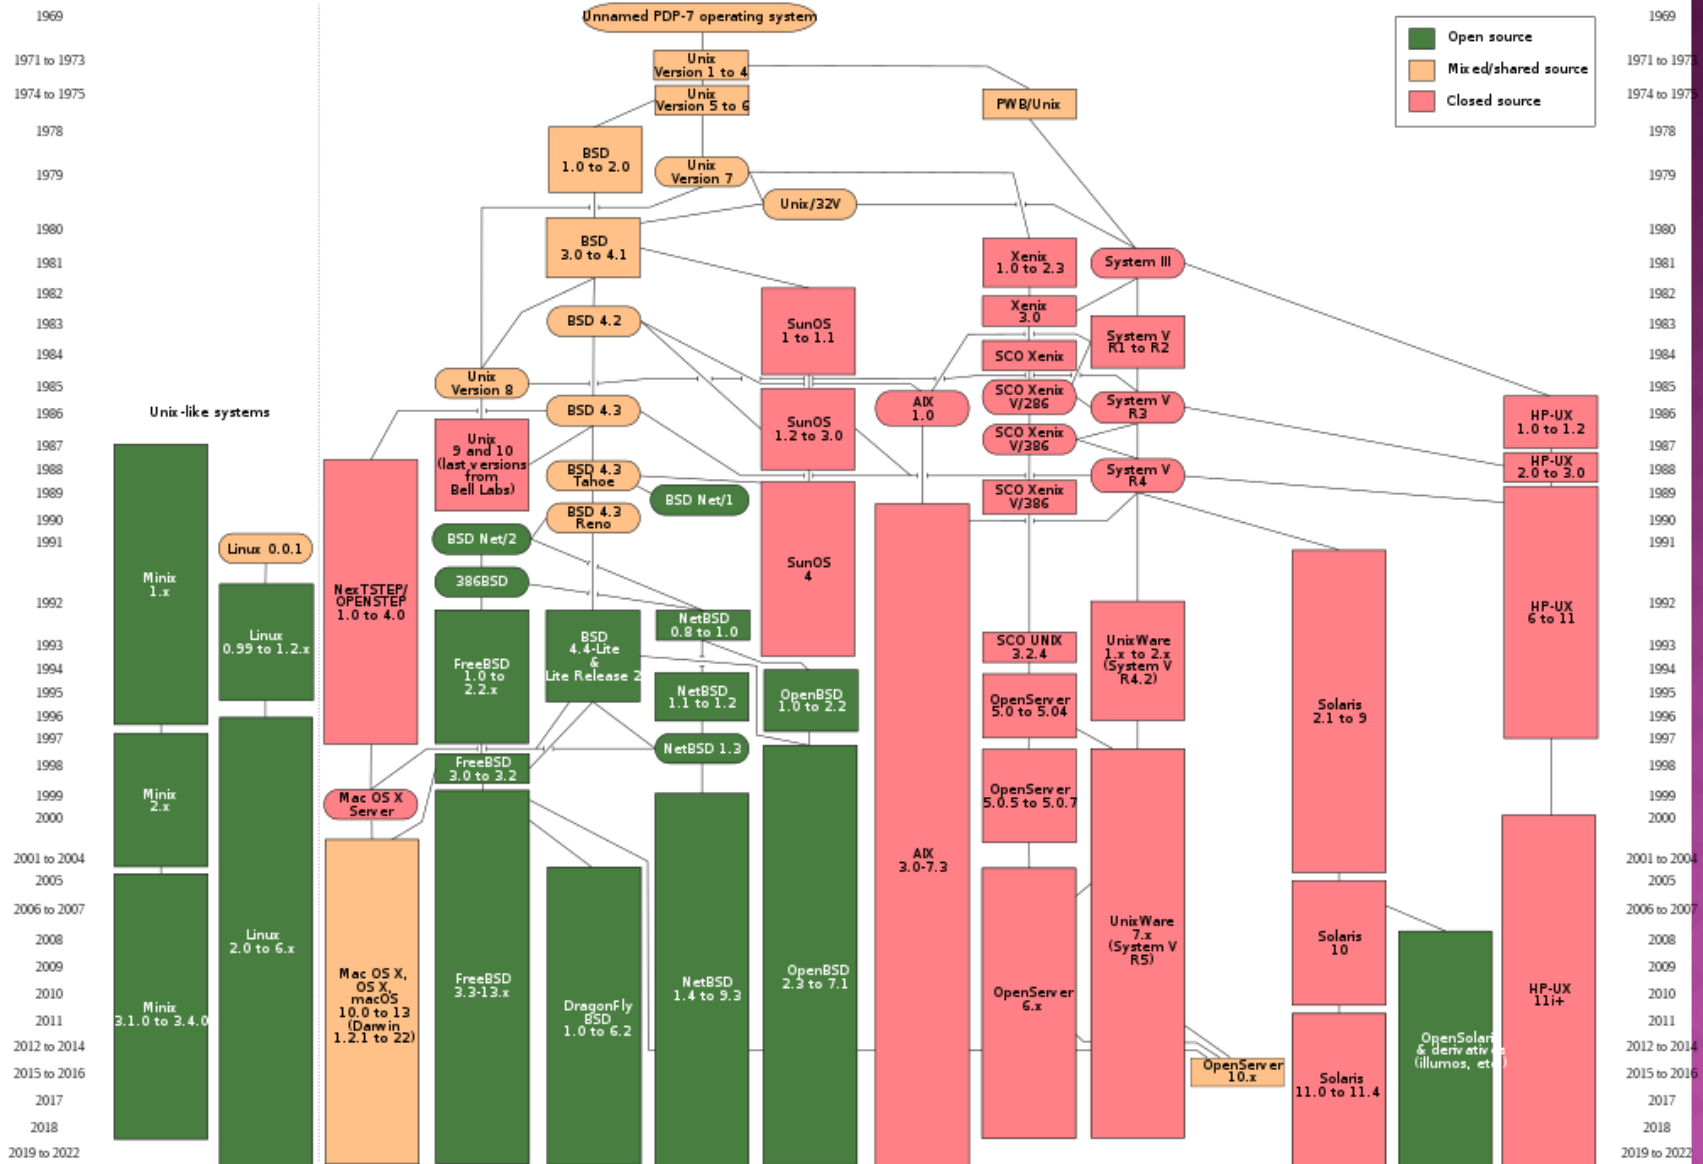 1969
1971 to 1973
1974 to 1975
1978
1979
1980
1981
1982
1983
1984
1985
1986
1987
1988
1989
1990
1991
1992
1993
1994
1995
1996
1997
1998
1999
2000
2001 to 2004
2005
2006 to 2007
2008
2009
2010
2011
2012 to 2014
2015 to 2016
2017
2018
2019 to 2022
Unix-like systems
Minix
1.x
Minix
2.x
Minix
3.1.0 to 3.4.0
Linux 0.0.1
Linux
0.99 to 1.2.x
Linux
2.0 to 6.x
Unnamed PDP-7 operating system
Unix
Version 1 to 4
Unix
Version 5 to 6
PWB/Unix
BSD
1.0 to 2.0
Unix
Version 7
Unix/32V
BSD
3.0 to 4.1
Xenix
1.0 to 2.3
System III
Xenix
3.0
BSD 4.2
SunOS
1 to 1.1
System V
R1 to R2
SCO Xenix
Unix
Version 8
SCO Xenix
V/286
BSD 4.3
AIX
1.0
System V
R3
HP-UX
1.0 to 1.2
SunOS
1.2 to 3.0
Unix
9 and 10
(last versions
from
Bell Labs)
SCO Xenix
V/386
HP-UX
2.0 to 3.0
BSD 4.3
Tahoe
System V
R4
BSD Net/1
SCO Xenix
V/386
BSD 4.3
Reno
BSD Net/2
SunOS
4
386BSD
NexTSTEP/
OPENSTEP
1.0 to 4.0
HP-UX
6 to 11
NetBSD
0.8 to 1.0
BSD
4.4-Lite
&
Lite Release 2
SCO UNIX
3.2.4
UnixWare
1.x to 2.x
(System V
R4.2)
FreeBSD
1.0 to
2.2.x
NetBSD
1.1 to 1.2
OpenBSD
1.0 to 2.2
OpenServer
5.0 to 5.04
Solaris
2.1 to 9
NetBSD 1.3
FreeBSD
3.0 to 3.2
Mac OS X
Server
OpenServer
5.0.5 to 5.0.7
AIX
3.0-7.3
UnixWare
7.x
(System V
R5)
Solaris
10
Mac OS X,
OS X,
macOS
10.0 to 13
(Darwin
1.2.1 to 22)
FreeBSD
3.3-13.x
DragonFly
BSD
1.0 to 6.2
NetBSD
1.4 to 9.3
OpenBSD
2.3 to 7.1
OpenServer
6.x
HP-UX
11i+
OpenServer
10.x
Solaris
11.0 to 11.4
OpenSolari
& derivativ s
(illumos, et )
Open source
Mixed/shared source
Closed source
1969
1971 to 1973
1974 to 1975
1978
1979
1980
1981
1982
1983
1984
1985
1986
1987
1988
1989
1990
1991
1992
1993
1994
1995
1996
1997
1998
1999
2000
2001 to 2004
2005
2006 to 2007
2008
2009
2010
2011
2012 to 2014
2015 to 2016
2017
2018
2019 to 2022